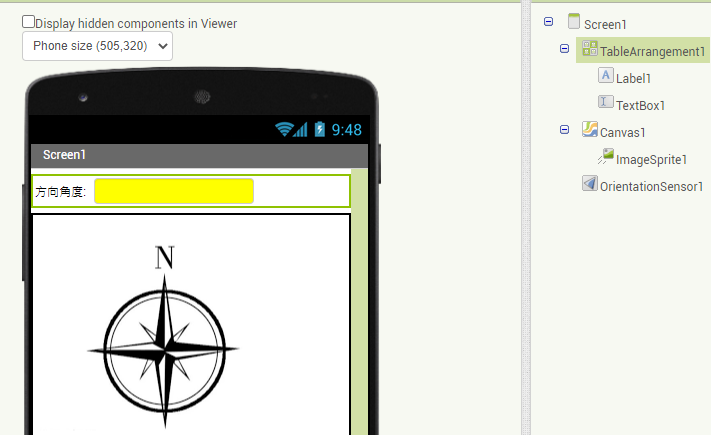 Display hidden components in Viewer
Phone size (505,320)
9:48
Screen1
方向角度:
N
Screen1
TableArrangement1
A Label1
TextBox1
Canvas1
ImageSprite1
OrientationSensor1